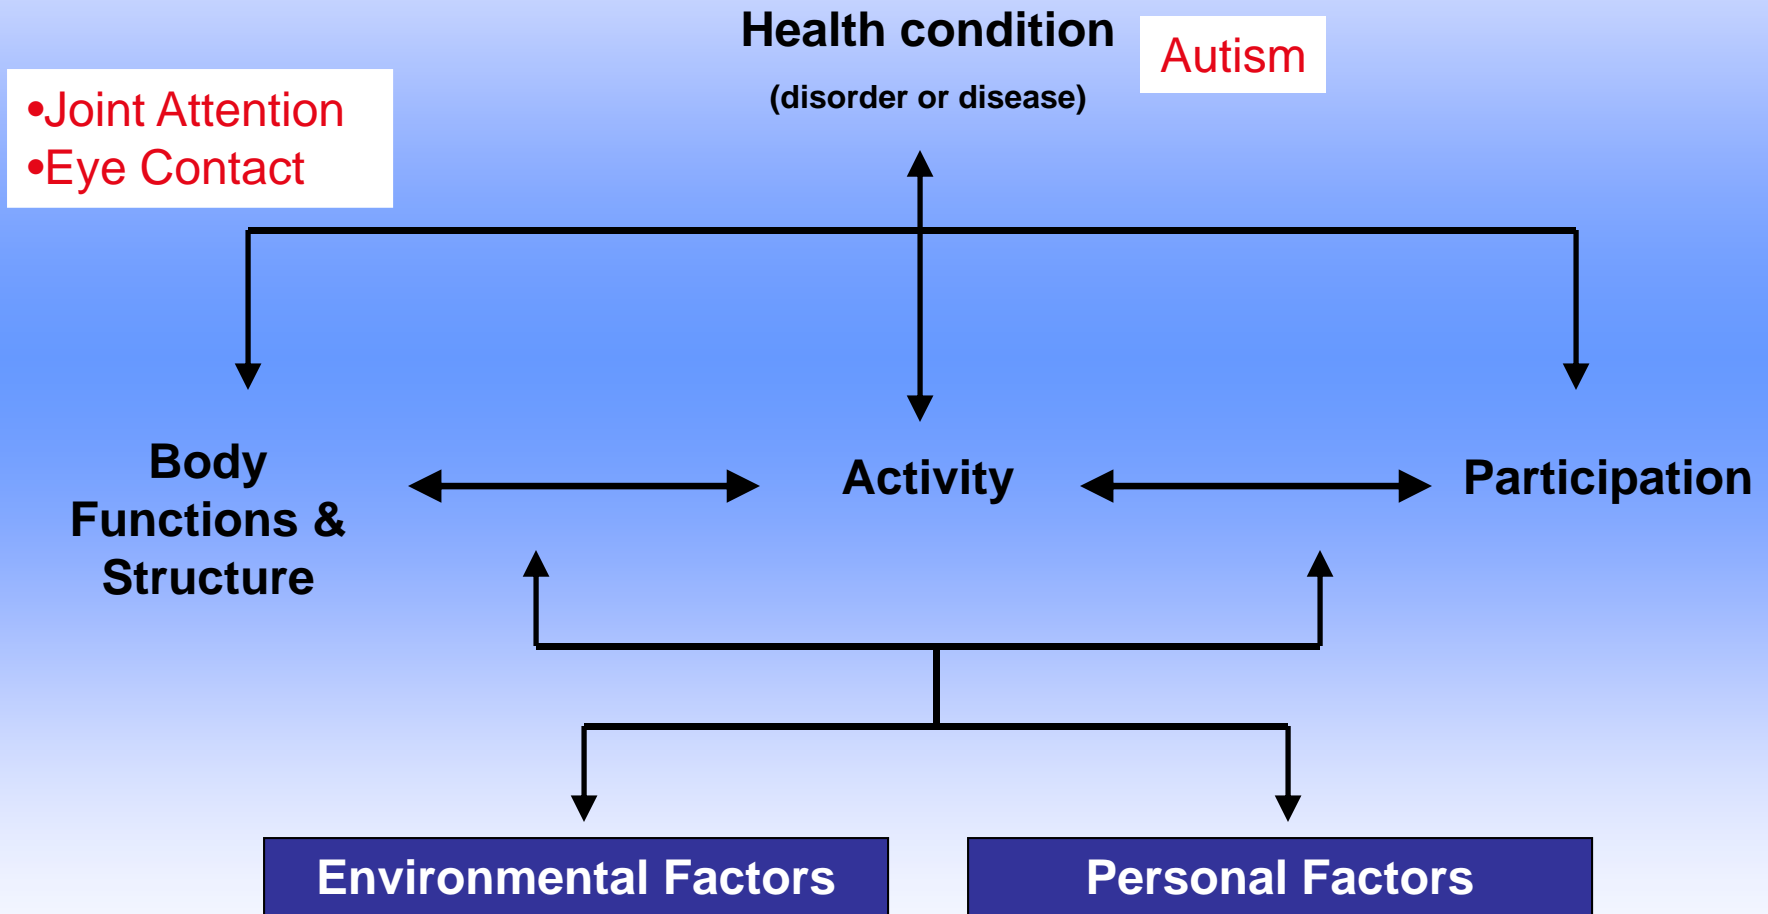 Health condition
Autism
(disorder or disease)
•Joint Attention
•Eye Contact
Body
Functions &
Structure
Activity
Participation
Environmental Factors
Personal Factors